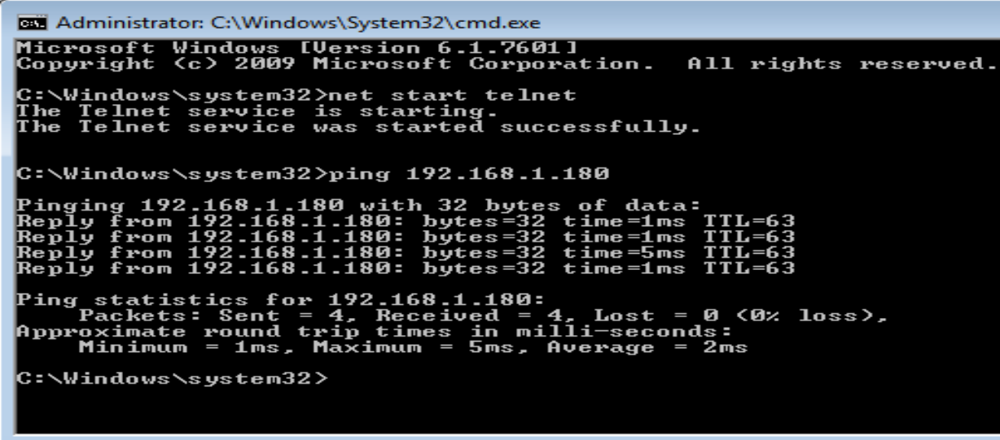 Administrator: C:\Windows\System32\cmd.exe
Microsoft Windows [Version 6.1.7601]
Copyright (c) 2009 Microsoft Corporation.  All rights reserved.
C:\Windows\system32>net start telnet
The Telnet service is starting.
The Telnet service was started successfully.
C:\Windows\system32>ping 192.168.1.180
Pinging 192.168.1.180 with 32 bytes of data:
Reply from 192.168.1.180: bytes=32 time=1ms TTL=63
Reply from 192.168.1.180: bytes=32 time=1ms TTL=63
Reply from 192.168.1.180: bytes=32 time=5ms TTL=63
Reply from 192.168.1.180: bytes=32 time=1ms TTL=63
Ping statistics for 192.168.1.180:
    Packets: Sent = 4, Received = 4, Lost = 0 (0% loss),
Approximate round trip times in milli-seconds:
    Minimum = 1ms, Maximum = 5ms, Average = 2ms
C:\Windows\system32>